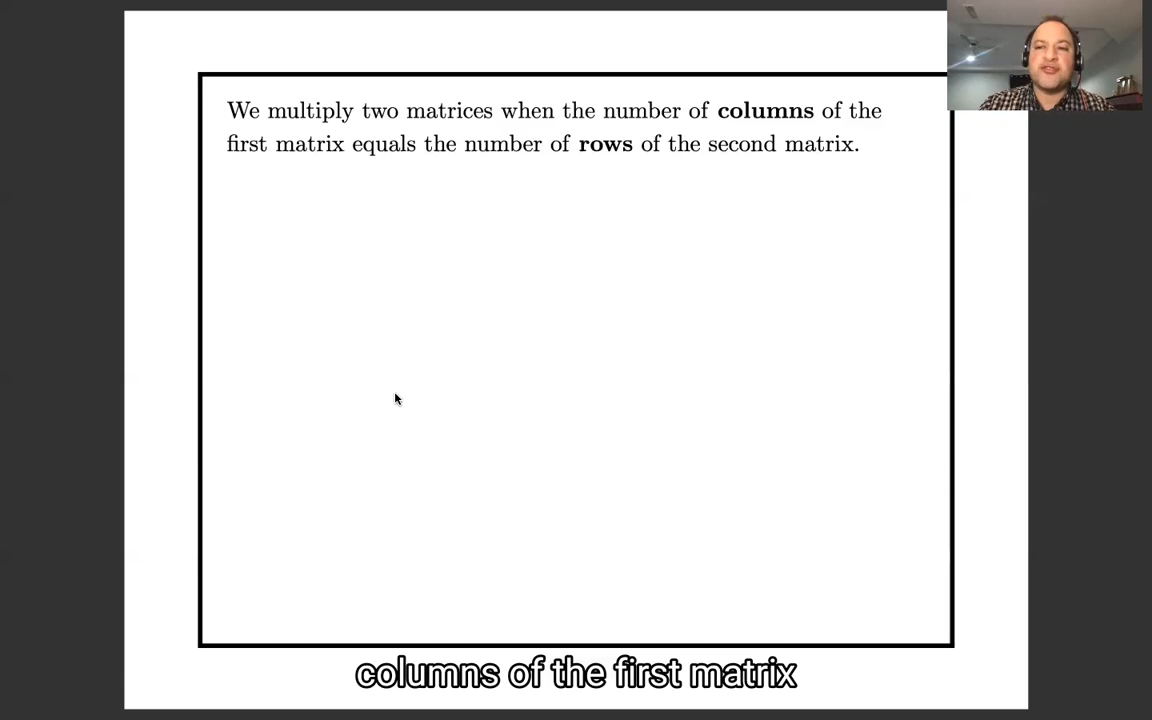 We multiply two matrices when the number of columns of the
first matrix equals the number of rows of the second matrix.
columns of the first matrix